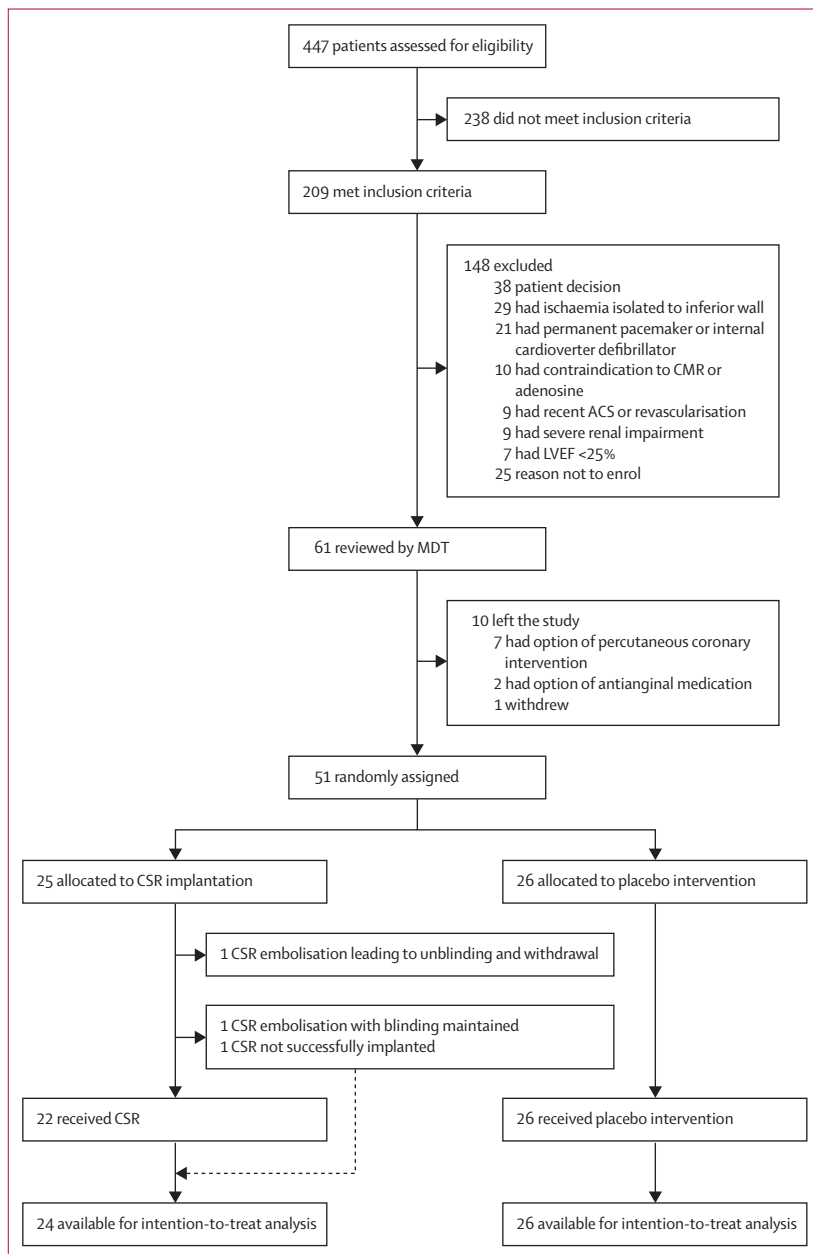 447 patients assessed for eligibility
238 did not meet inclusion criteria
209 met inclusion criteria
148 excluded
38 patient decision
29 had ischaemia isolated to inferior wall
21 had permanent pacemaker or internal
cardioverter defibrillator
10 had contraindication to CMR or
adenosine
9 had recent ACS or revascularisation
9 had severe renal impairment
7 had LVEF <25%
25 reason not to enrol
61 reviewed by MDT
10 left the study
7 had option of percutaneous coronary
intervention
2 had option of antianginal medication
1 withdrew
51 randomly assigned
25 allocated to CSR implantation
26 allocated to placebo intervention
1 CSR embolisation leading to unblinding and withdrawal
1 CSR embolisation with blinding maintained
1 CSR not successfully implanted
22 received CSR
26 received placebo intervention
24 available for intention-to-treat analysis
26 available for intention-to-treat analysis